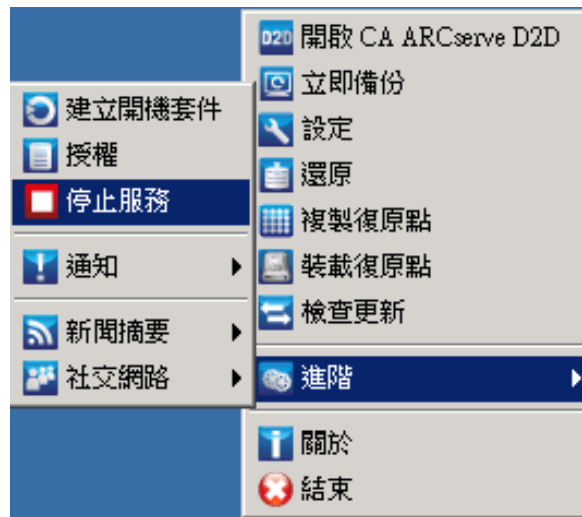 D2D 開啟 CA ARCserve D2D
立即備份
設定
還原
複製復原點
裝載復原點
檢查更新
進階
關於
結束
建立開機套件
授權
停止服務
通知
新聞摘要
社交網路